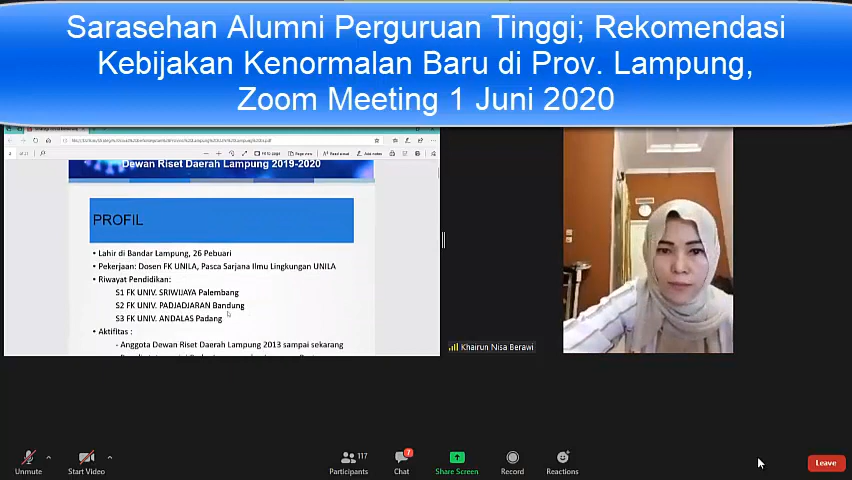 Sarasehan Alumni Perguruan Tinggi; Rekomendasi
Kebijakan Kenormalan Baru di Prov. Lampung,
Zoom Meeting 1 Juni 2020
Dewan Riset Daerah Lampung 2019-2020
PROFIL
• Lahir di Bandar Lampung, 26 Pebuari
• Pekerjaan: Dosen FK UNILA, Pasca Sarjana Ilmu Lingkungan UNILA
• Riwayat Pendidikan:
S1 FK UNIV. SRIWIJAYA Palembang
S2 FK UNIV. PADJADJARAN Bandung
S3 FK UNIV. ANDALAS Padang
• Aktifitas :
- Anggota Dewan Riset Daerah Lampung 2013 sampai sekarang
Khairun Nisa Berawi
Unmute
Start Video
117
Participants
7
Chat
Share Screen
Record
Reactions
Leave